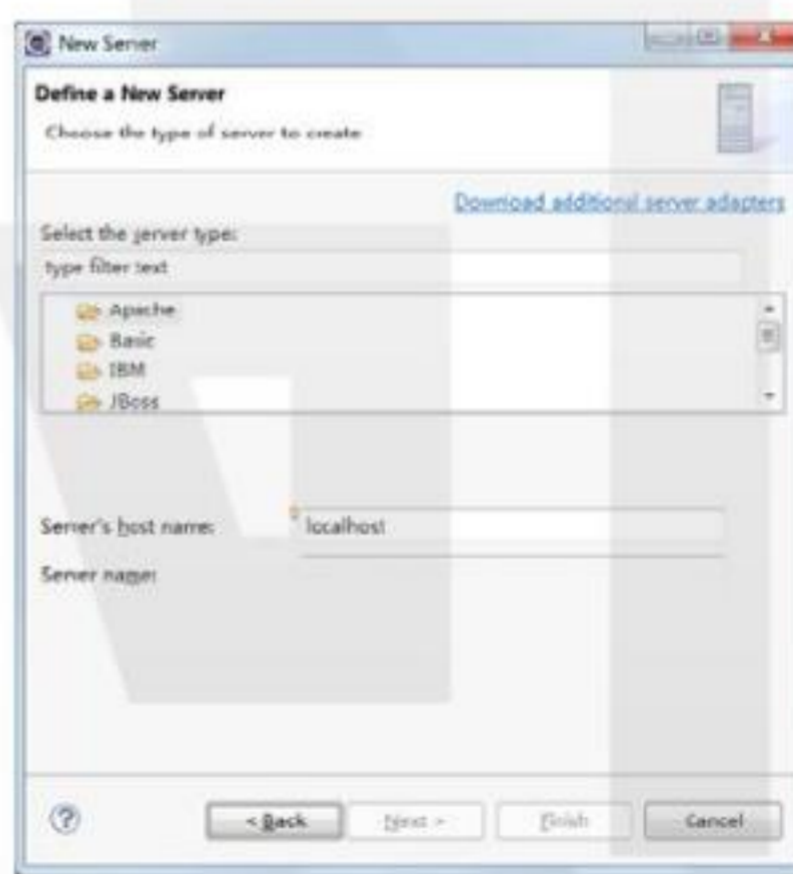 New Server
Define a New Server
Choose the type of server to create
Download additional server adapters
Select the server type:
type filter text
Apache
Basic
IBM
JBoss
Server's host name: localhost
Server name:
< Back Next > Finish Cancel